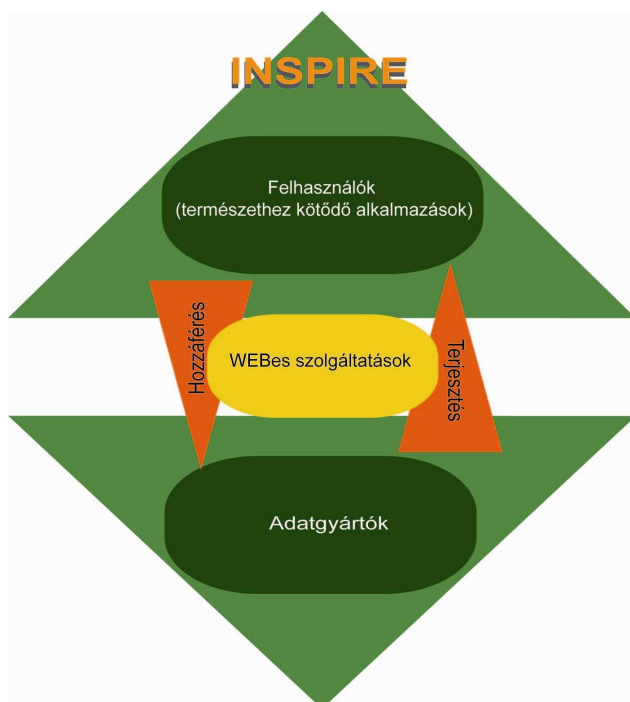 INSPIRE
Felhasználók
(természethez kötődő alkalmazások)
Hozzáférés
WEBes szolgáltatások
Terjesztés
Adatgyártók